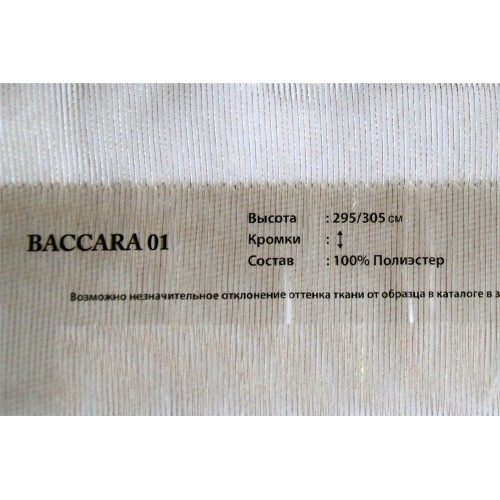 BACCARA 01
Высота : 295/305 см
Кромки : ↕
Состав : 100% Полиэстер
Возможно незначительное отклонение оттенка ткани от образца в каталоге в з